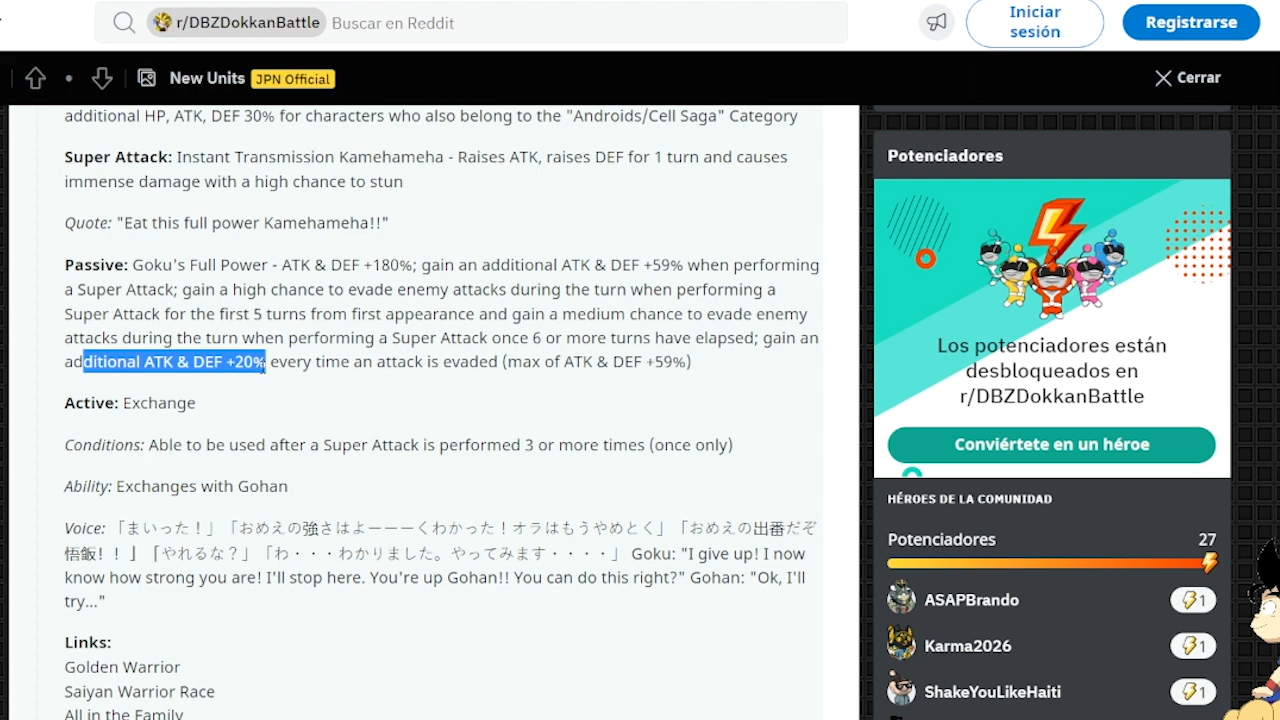 r/DBZDokkanBattle Buscar en Reddit
Iniciar sesión
Registrarse
New Units JPN Official
Cerrar
additional HP, ATK, DEF 30% for characters who also belong to the "Androids/Cell Saga" Category
Super Attack: Instant Transmission Kamehameha - Raises ATK, raises DEF for 1 turn and causes
immense damage with a high chance to stun
Quote: "Eat this full power Kamehameha!!"
Passive: Goku's Full Power - ATK & DEF +180%; gain an additional ATK & DEF +59% when performing
a Super Attack; gain a high chance to evade enemy attacks during the turn when performing a
Super Attack for the first 5 turns from first appearance and gain a medium chance to evade enemy
attacks during the turn when performing a Super Attack once 6 or more turns have elapsed; gain an
additional ATK & DEF +20% every time an attack is evaded (max of ATK & DEF +59%)
Active: Exchange
Conditions: Able to be used after a Super Attack is performed 3 or more times (once only)
Ability: Exchanges with Gohan
Voice: 「まいった！」「おめえの強さはよーーーくわかった！オラはもうやめとく」「おめえの出番だぞ
悟飯！！」「やれるな？」「わ・・・わかりました。やってみます・・・・」 Goku: "I give up! I now
know how strong you are! I'll stop here. You're up Gohan!! You can do this right?" Gohan: "Ok, I'll
try..."
Links:
Golden Warrior
Saiyan Warrior Race
All in the Family
Potenciadores
Los potenciadores están
desbloqueados en
r/DBZDokkanBattle
Conviértete en un héroe
HÉROES DE LA COMUNIDAD
Potenciadores 27
ASAPBrando 1
Karma2026 1
ShakeYouLikeHaiti 1